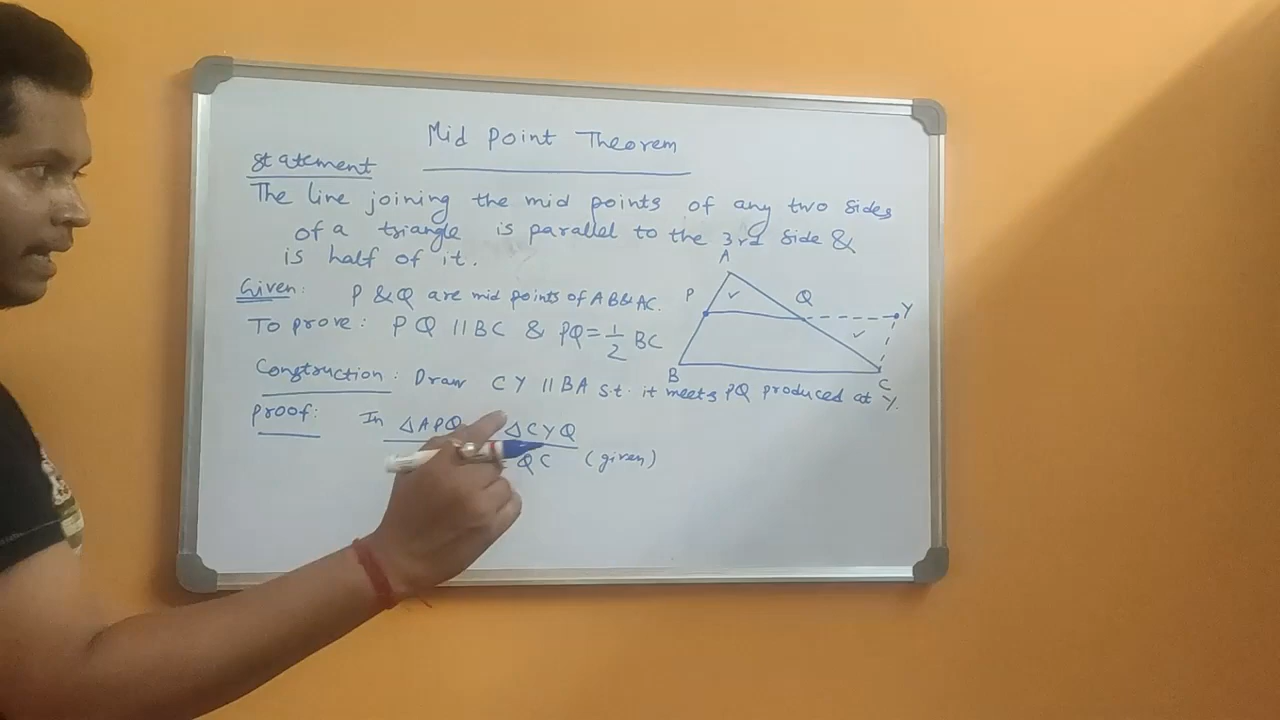 Mid Point Theorem
Statement
The line joining the mid points of any two sides
of a triangle is parallel to the 3rd side &
is half of it.
Given: P & Q are mid points of AB & AC.
To prove: PQ || BC & PQ = 1/2 BC
Construction: Draw CY || BA s.t. it meets PQ produced at Y.
Proof: In △APQ △CYQ
QC (given)
A
P
Q
Y
B
C